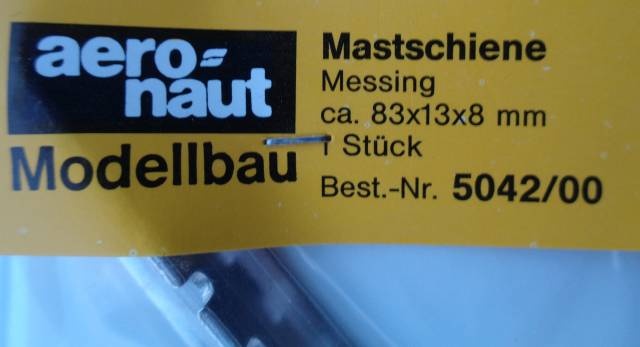 aero-
naut
Modellbau
Mastschiene
Messing
ca. 83x13x8 mm
1 Stück
Best.-Nr. 5042/00